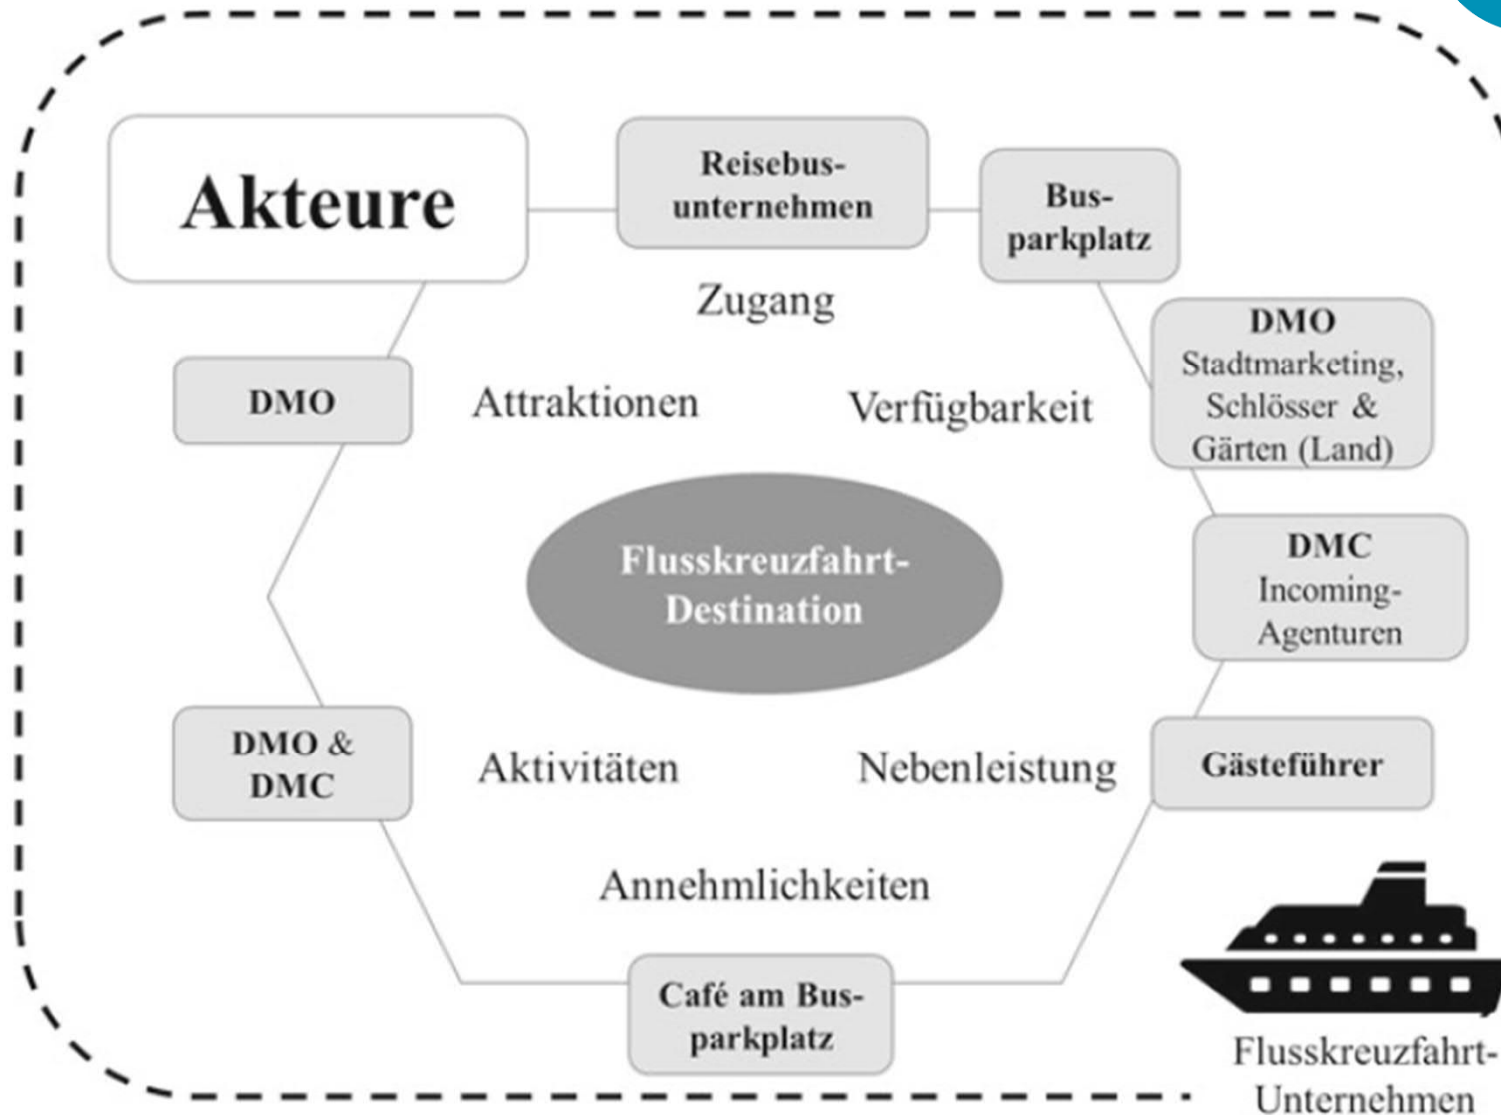 Akteure
Reisebus-
unternehmen
Bus-
parkplatz
Zugang
DMO
Stadtmarketing,
Schlösser &
Gärten (Land)
DMO
Attraktionen
Verfügbarkeit
Flusskreuzfahrt-
Destination
DMC
Incoming-
Agenturen
DMO &
DMC
Aktivitäten
Nebenleistung
Gästeführer
Annehmlichkeiten
Café am Bus-
parkplatz
Flusskreuzfahrt-
Unternehmen